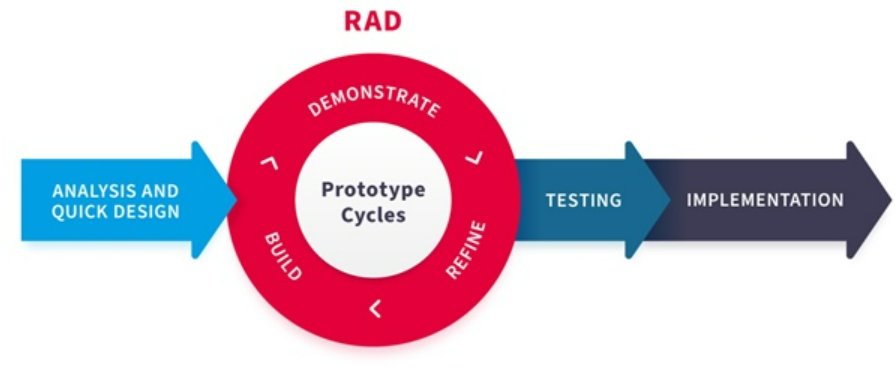 RAD
ANALYSIS AND
QUICK DESIGN
DEMONSTRATE
Prototype
Cycles
BUILD
REFINE
TESTING
IMPLEMENTATION